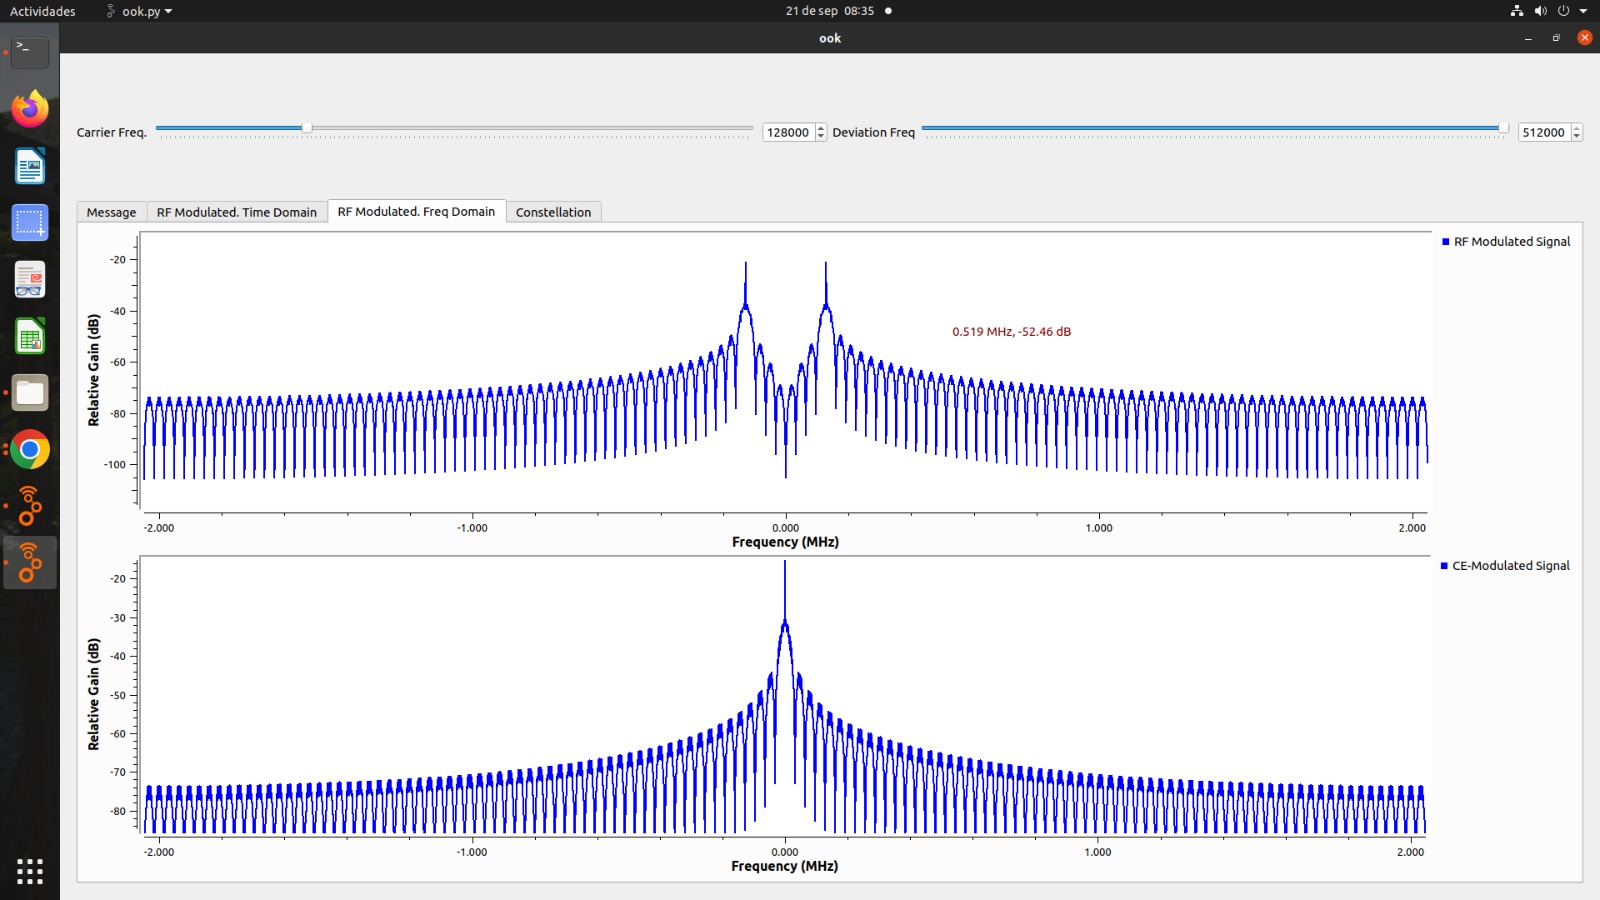 Actividades ook.py 21 de sep 08:35
ook
Carrier Freq. 128000 Deviation Freq 512000
Message RF Modulated. Time Domain RF Modulated. Freq Domain Constellation
RF Modulated Signal
Relative Gain (dB)
-20
-40
-60
-80
-100
0.519 MHz, -52.46 dB
-2.000 -1.000 0.000 1.000 2.000
Frequency (MHz)
CE-Modulated Signal
Relative Gain (dB)
-20
-30
-40
-50
-60
-70
-80
-2.000 -1.000 0.000 1.000 2.000
Frequency (MHz)